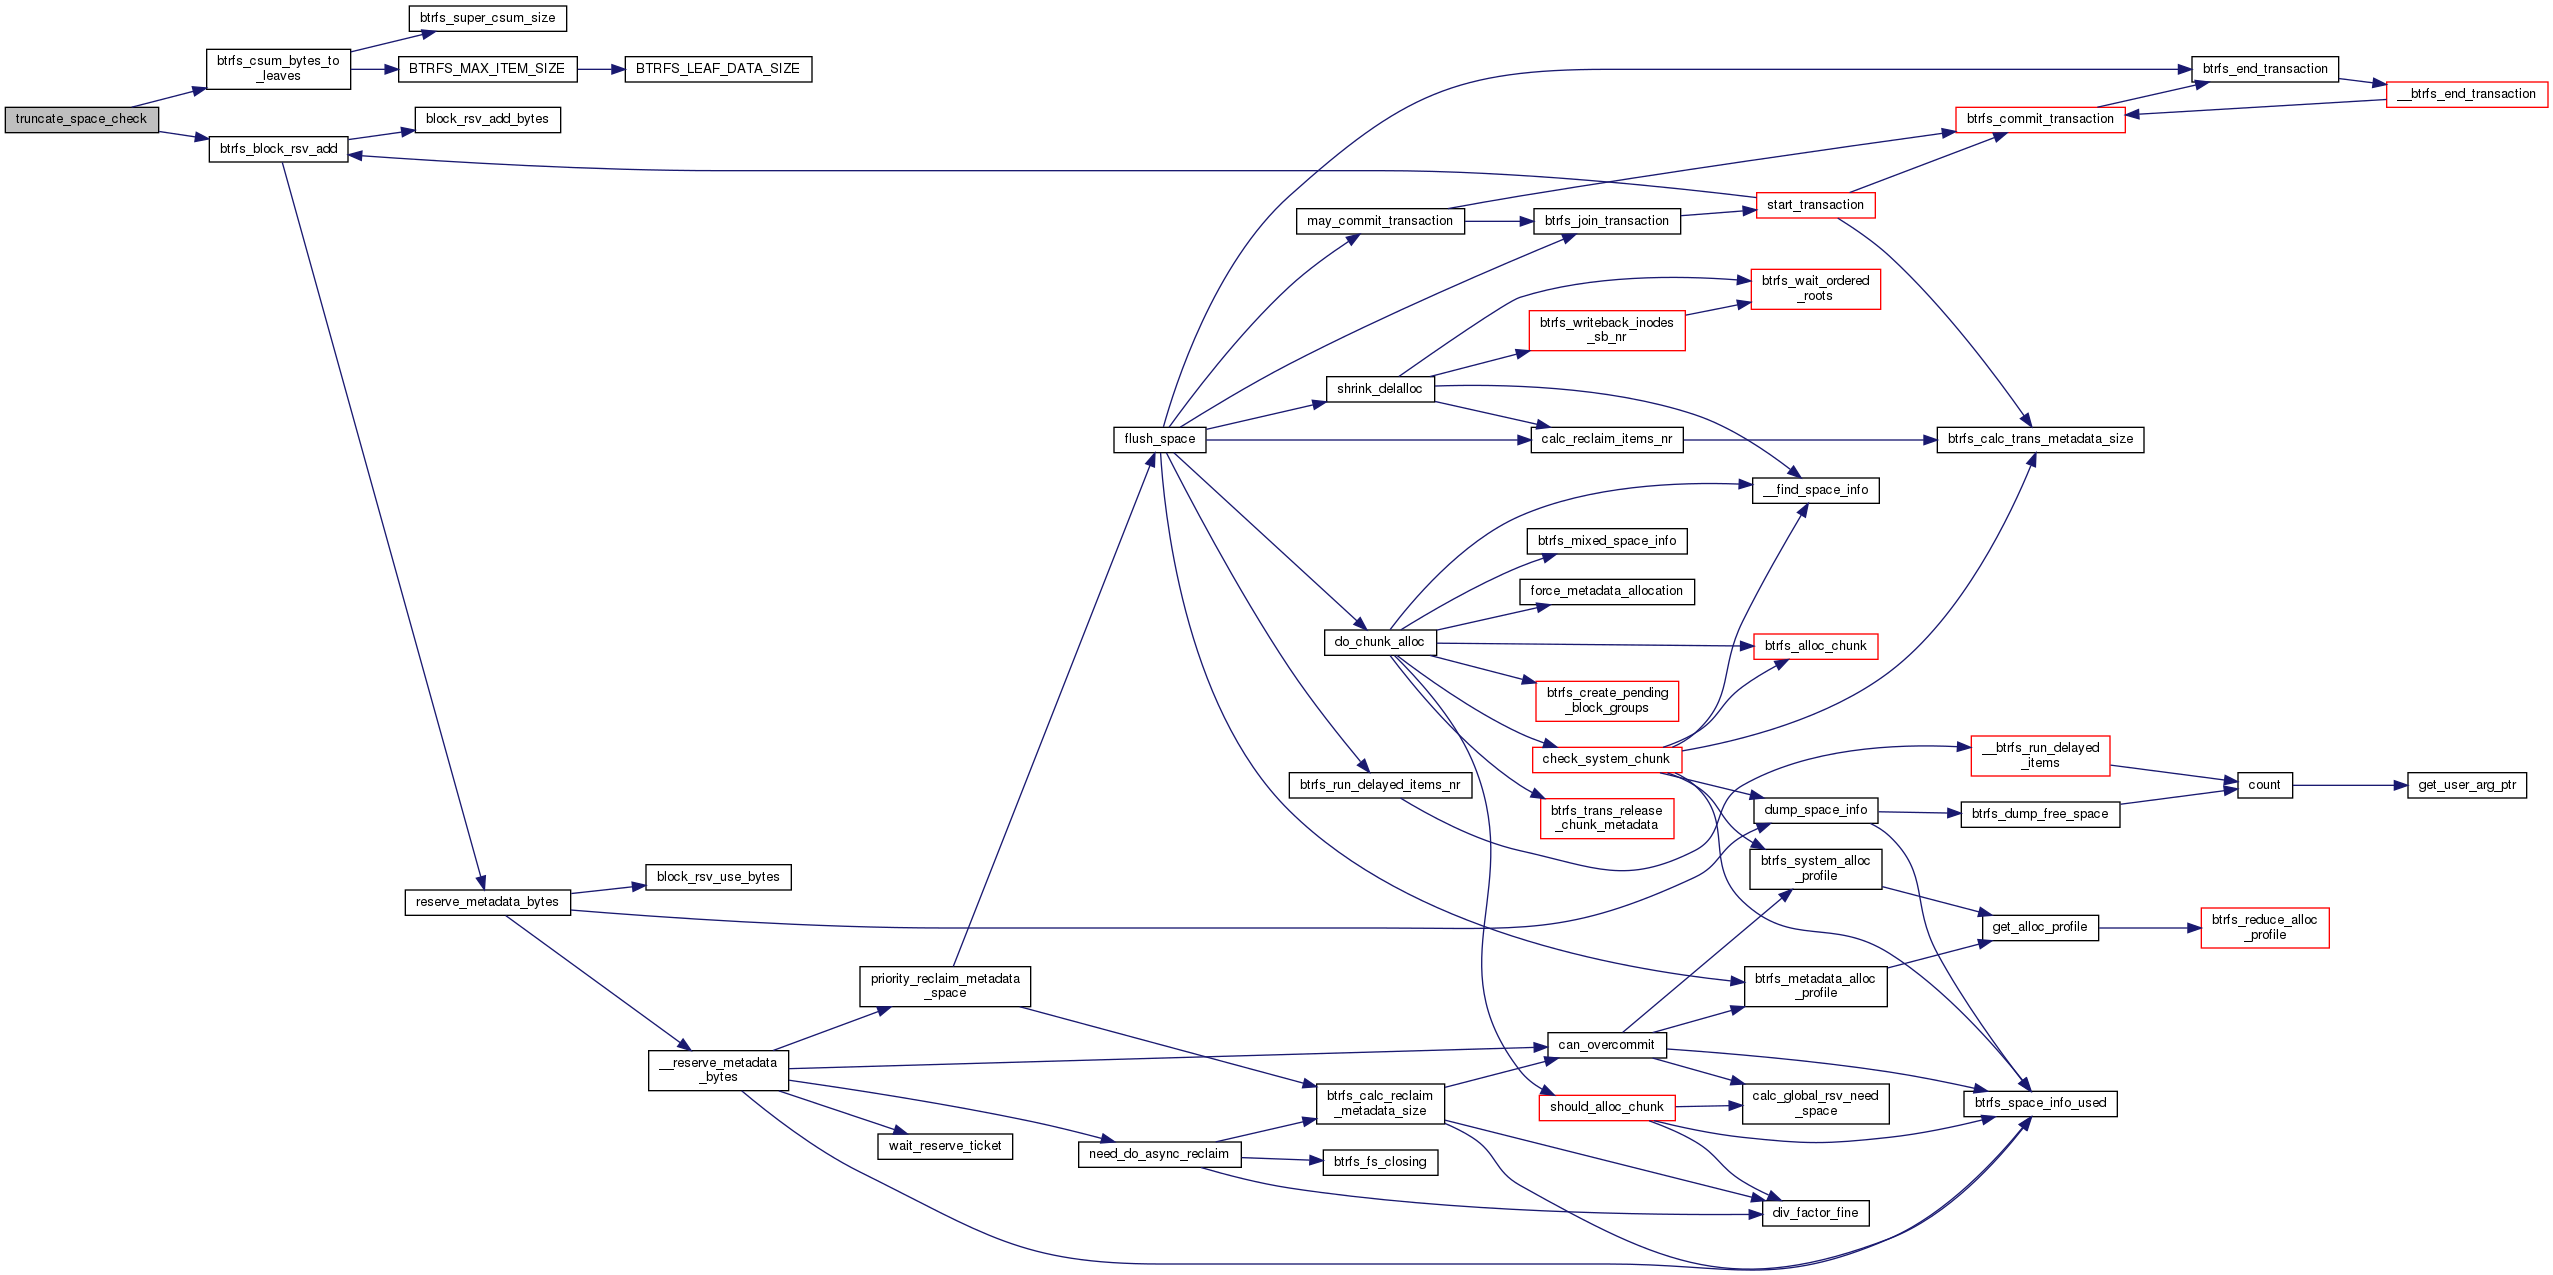 btrfs_super_csum_size
btrfs_csum_bytes_to
_leaves
BTRFS_MAX_ITEM_SIZE
BTRFS_LEAF_DATA_SIZE
btrfs_end_transaction
__btrfs_end_transaction
truncate_space_check
block_rsv_add_bytes
btrfs_commit_transaction
btrfs_block_rsv_add
start_transaction
may_commit_transaction
btrfs_join_transaction
btrfs_wait_ordered
_roots
btrfs_writeback_inodes
_sb_nr
shrink_delalloc
flush_space
calc_reclaim_items_nr
btrfs_calc_trans_metadata_size
__find_space_info
btrfs_mixed_space_info
force_metadata_allocation
do_chunk_alloc
btrfs_alloc_chunk
btrfs_create_pending
_block_groups
check_system_chunk
__btrfs_run_delayed
_items
btrfs_run_delayed_items_nr
count
get_user_arg_ptr
btrfs_trans_release
_chunk_metadata
dump_space_info
btrfs_dump_free_space
btrfs_system_alloc
_profile
block_rsv_use_bytes
reserve_metadata_bytes
get_alloc_profile
btrfs_reduce_alloc
_profile
priority_reclaim_metadata
_space
btrfs_metadata_alloc
_profile
can_overcommit
__reserve_metadata
_bytes
btrfs_calc_reclaim
_metadata_size
should_alloc_chunk
calc_global_rsv_need
_space
btrfs_space_info_used
wait_reserve_ticket
need_do_async_reclaim
btrfs_fs_closing
div_factor_fine